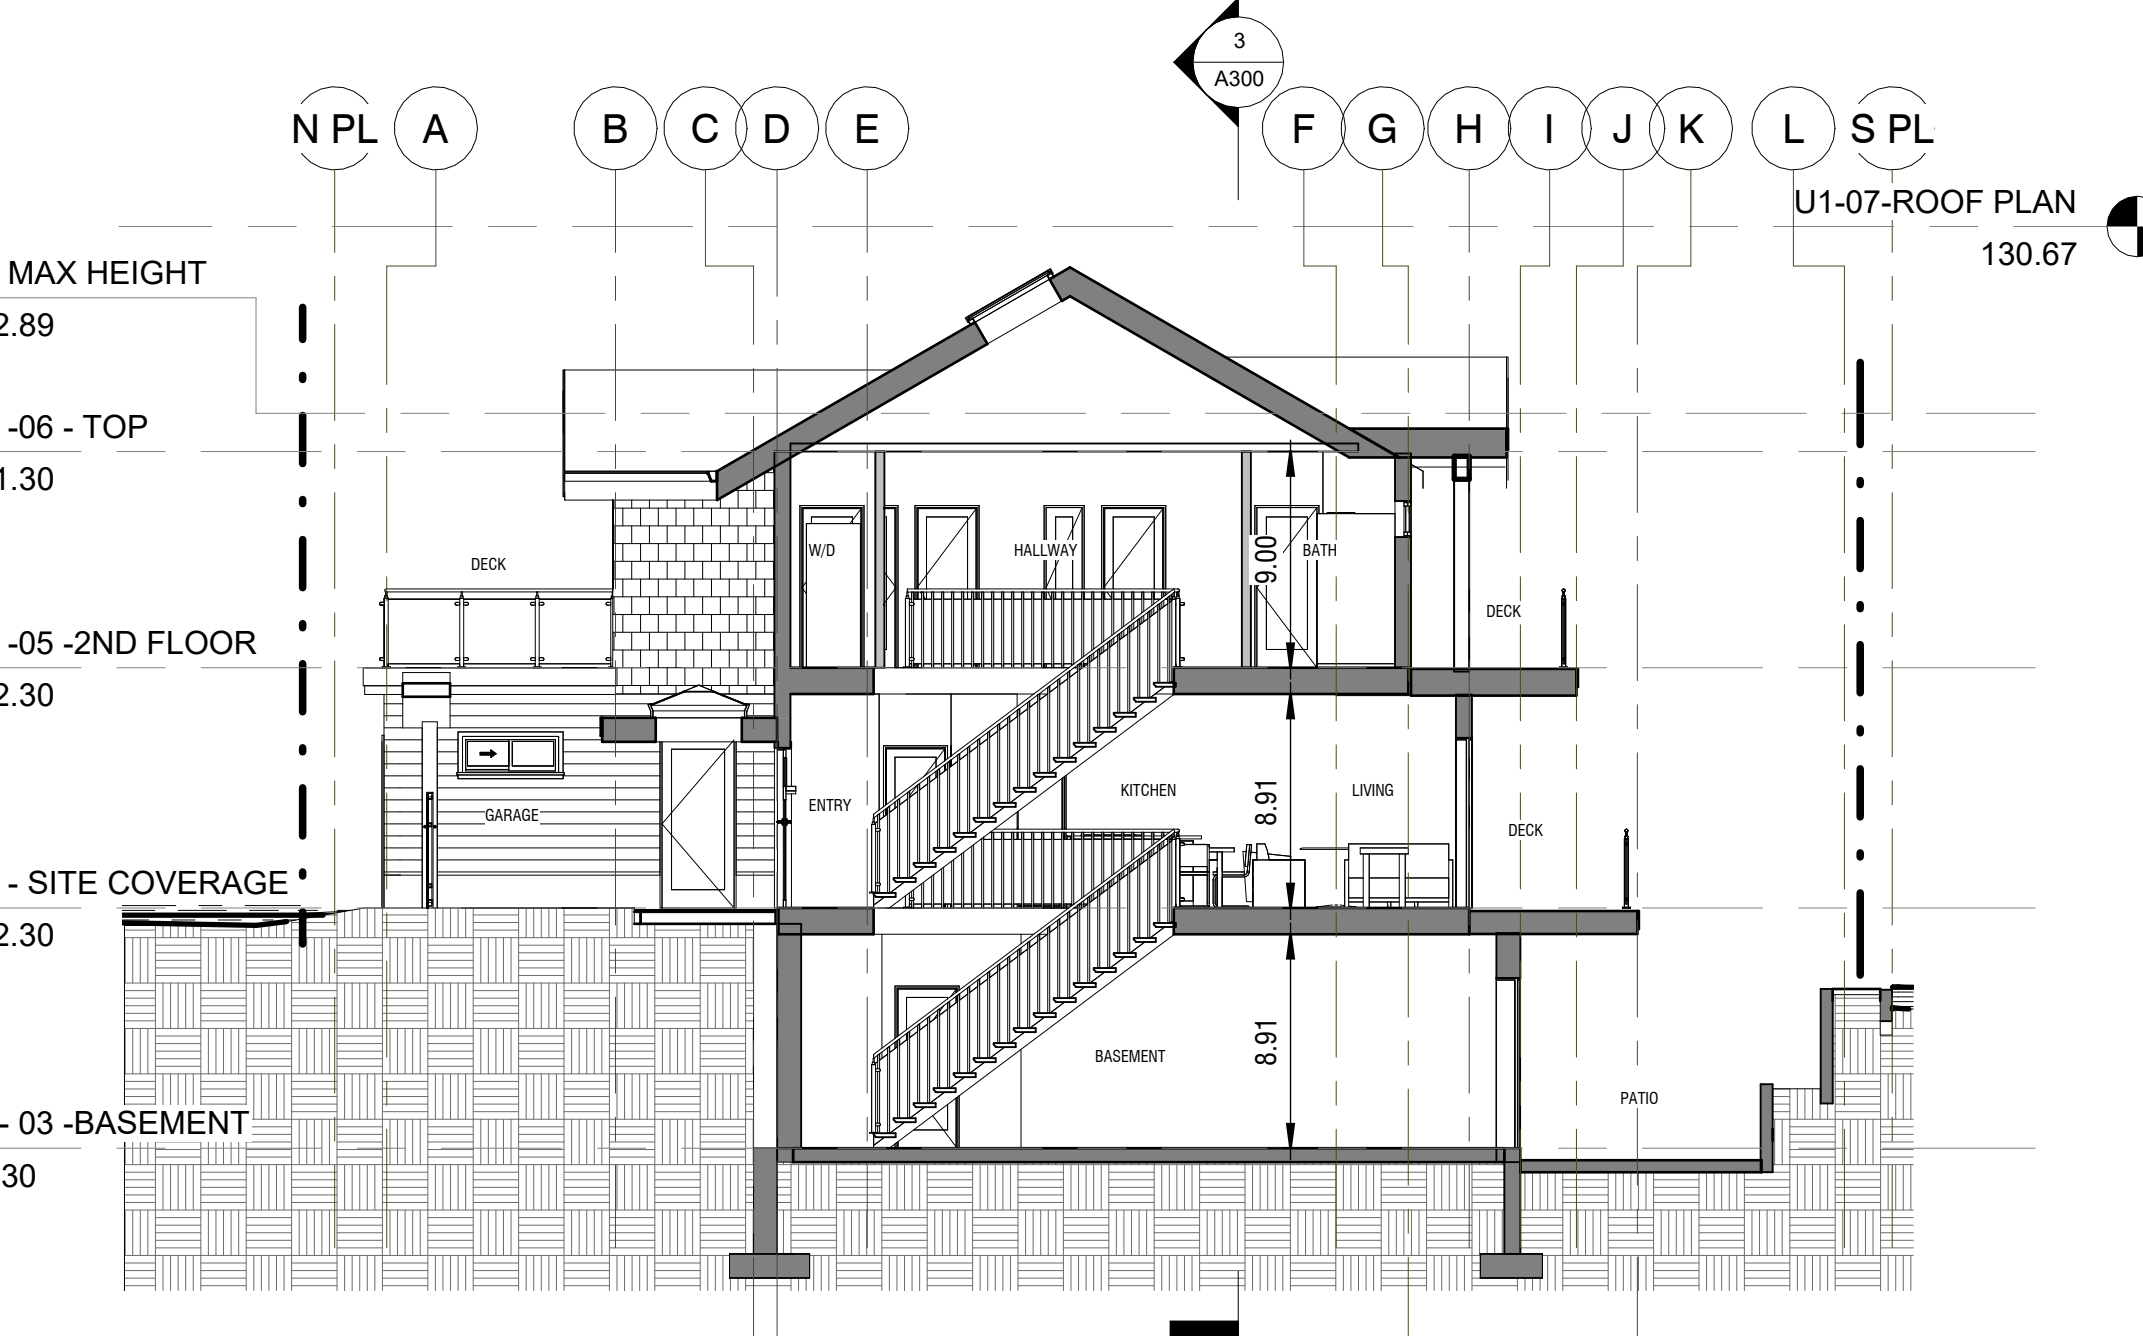 3
A300
N PL
A
B
C
D
E
F
G
H
I
J
K
L
S PL
U1-07-ROOF PLAN
130.67
MAX HEIGHT
2.89
-06 - TOP
1.30
DECK
W/D
HALLWAY
9.00
BATH
DECK
-05 -2ND FLOOR
2.30
GARAGE
ENTRY
KITCHEN
8.91
LIVING
DECK
- SITE COVERAGE
2.30
8.91
BASEMENT
PATIO
- 03 -BASEMENT
30